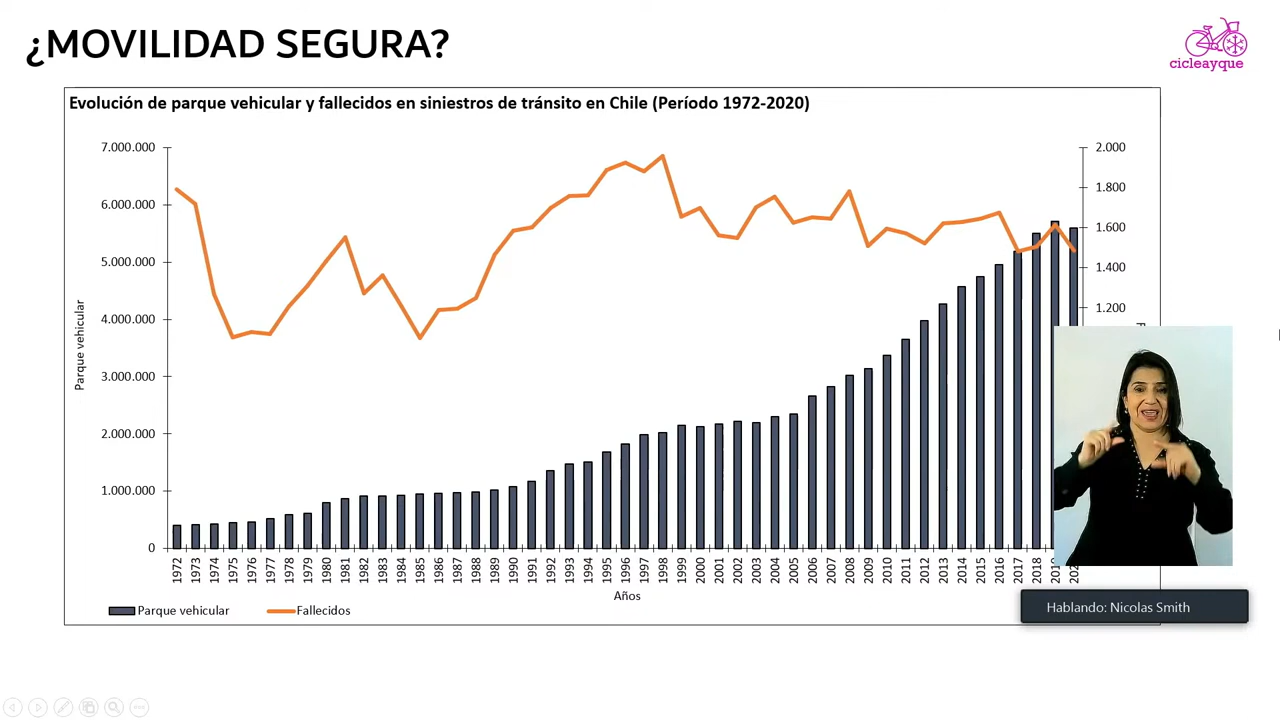 ¿MOVILIDAD SEGURA?
cicleayque
Evolución de parque vehicular y fallecidos en siniestros de tránsito en Chile (Período 1972-2020)
7.000.000
6.000.000
5.000.000
4.000.000
3.000.000
2.000.000
1.000.000
0
Parque vehicular
2.000
1.800
1.600
1.400
1.200
1972 1973 1974 1975 1976 1977 1978 1979 1980 1981 1982 1983 1984 1985 1986 1987 1988 1989 1990 1991 1992 1993 1994 1995 1996 1997 1998 1999 2000 2001 2002 2003 2004 2005 2006 2007 2008 2009 2010 2011 2012 2013 2014 2015 2016 2017 2018
Años
Parque vehicular
Fallecidos
Hablando: Nicolas Smith